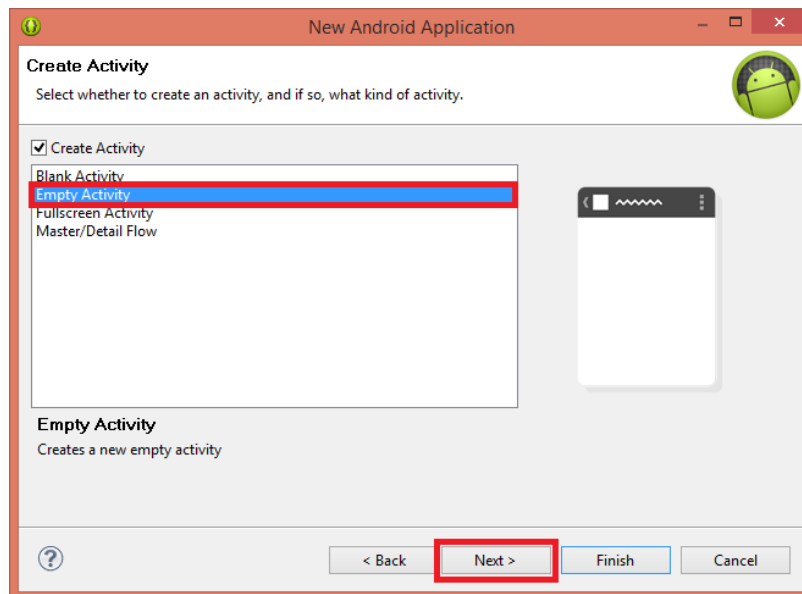 New Android Application
Create Activity
Select whether to create an activity, and if so, what kind of activity.
Create Activity
Blank Activity
Empty Activity
Fullscreen Activity
Master/Detail Flow
Empty Activity
Creates a new empty activity
< Back
Next >
Finish
Cancel